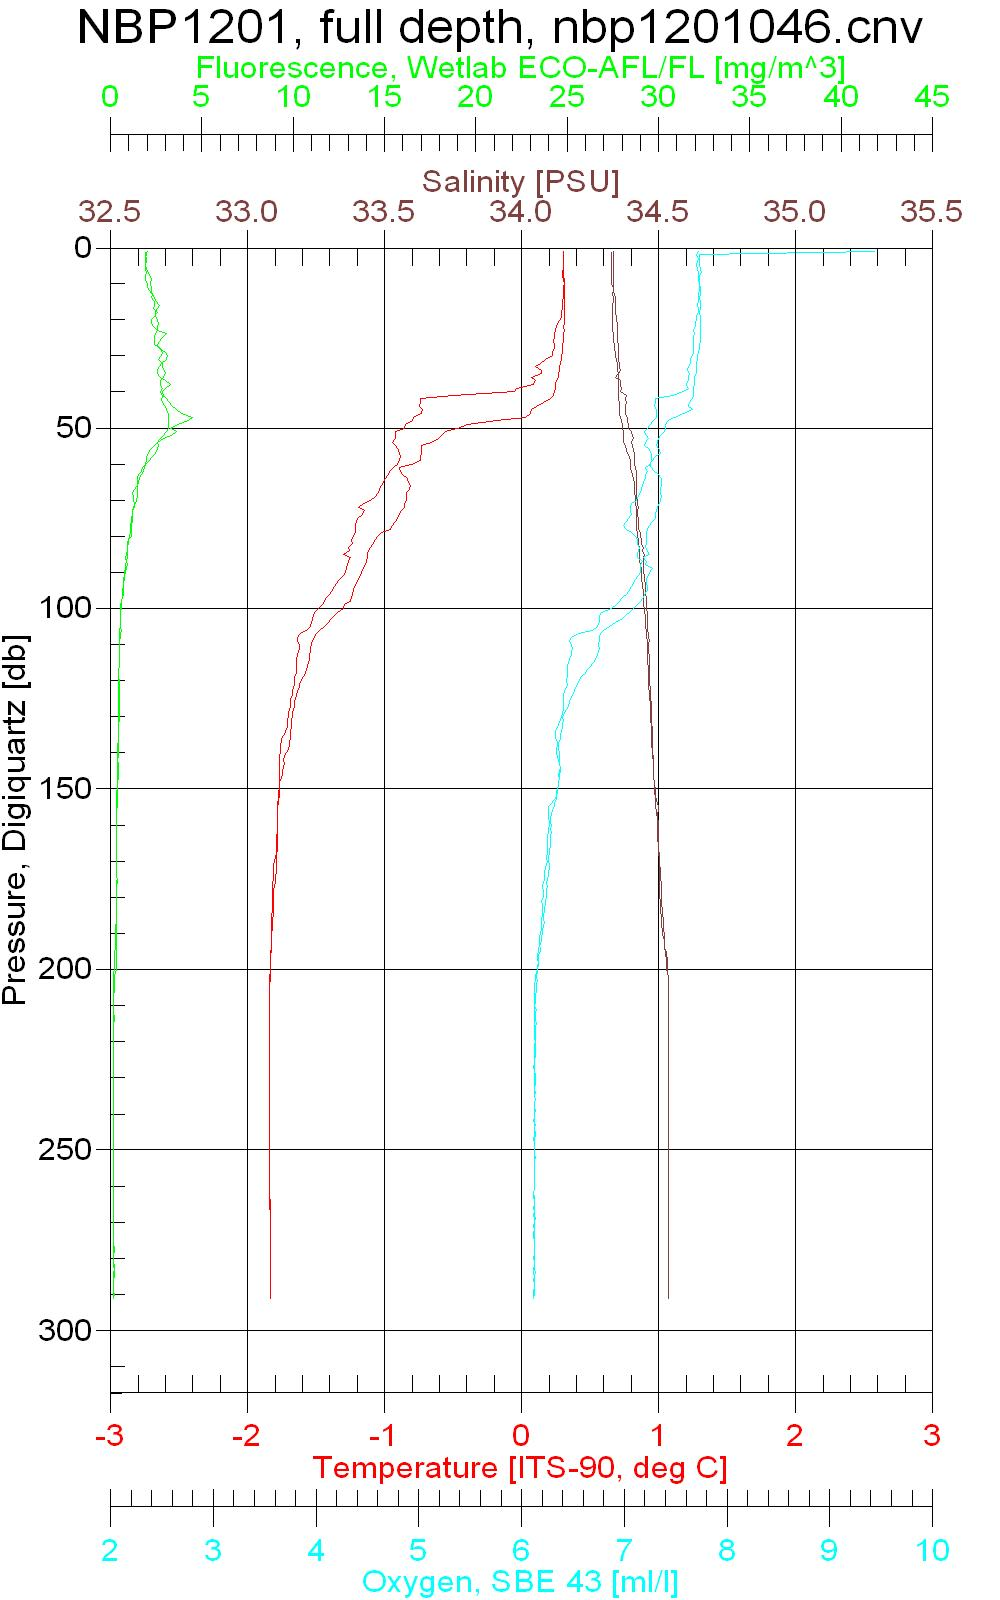 NBP1201, full depth, nbp1201046.cnv
Fluorescence, Wetlab ECO-AFL/FL [mg/m^3]
0 5 10 15 20 25 30 35 40 45
Salinity [PSU]
32.5 33.0 33.5 34.0 34.5 35.0 35.5
0
50
100
150
200
250
300
Pressure, Digiquartz [db]
-3 -2 -1 0 1 2 3
Temperature [ITS-90, deg C]
2 3 4 5 6 7 8 9 10
Oxygen, SBE 43 [ml/l]